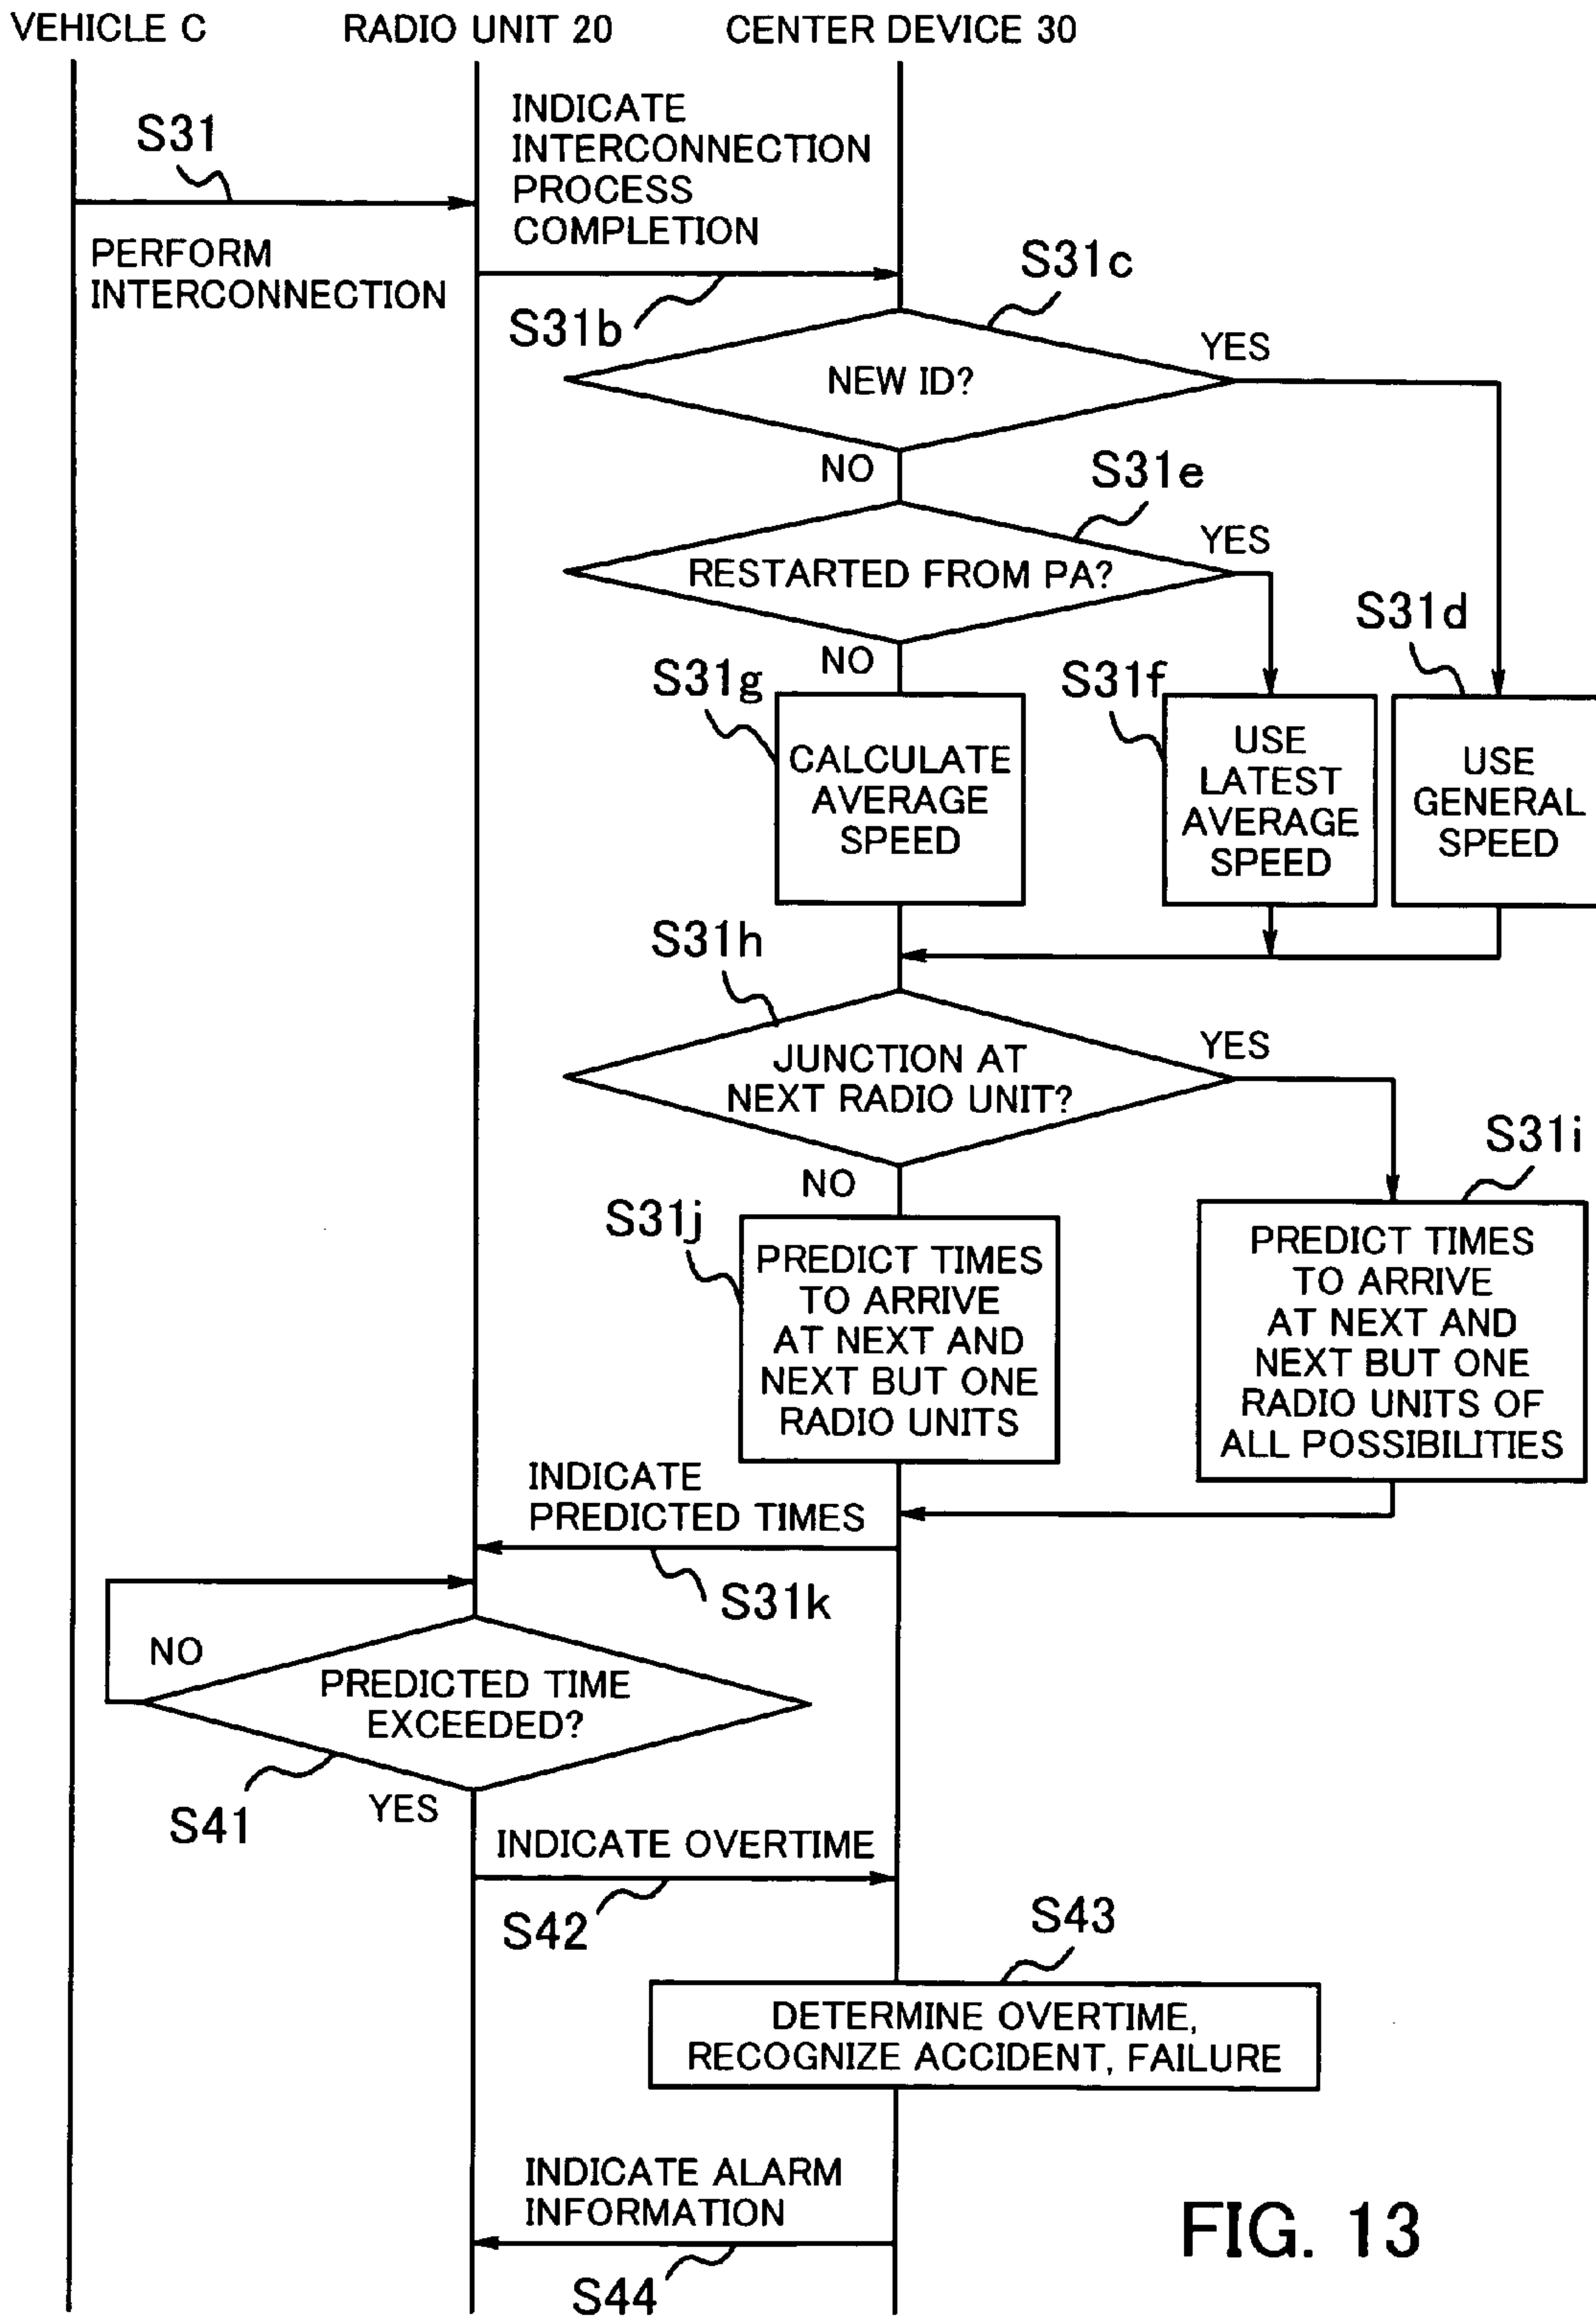 VEHICLE C
RADIO UNIT 20
CENTER DEVICE 30
S31
INDICATE
INTERCONNECTION
PROCESS
COMPLETION
PERFORM
INTERCONNECTION
S31b
S31c
NEW ID?
YES
NO
S31e
RESTARTED FROM PA?
YES
NO
S31d
S31g
S31f
CALCULATE
AVERAGE
SPEED
USE
LATEST
AVERAGE
SPEED
USE
GENERAL
SPEED
S31h
JUNCTION AT
NEXT RADIO UNIT?
YES
NO
S31i
S31j
PREDICT TIMES
TO ARRIVE
AT NEXT AND
NEXT BUT ONE
RADIO UNITS
PREDICT TIMES
TO ARRIVE
AT NEXT AND
NEXT BUT ONE
RADIO UNITS OF
ALL POSSIBILITIES
INDICATE
PREDICTED TIMES
S31k
NO
PREDICTED TIME
EXCEEDED?
S41
YES
INDICATE OVERTIME
S42
S43
DETERMINE OVERTIME,
RECOGNIZE ACCIDENT, FAILURE
INDICATE ALARM
INFORMATION
S44
FIG. 13